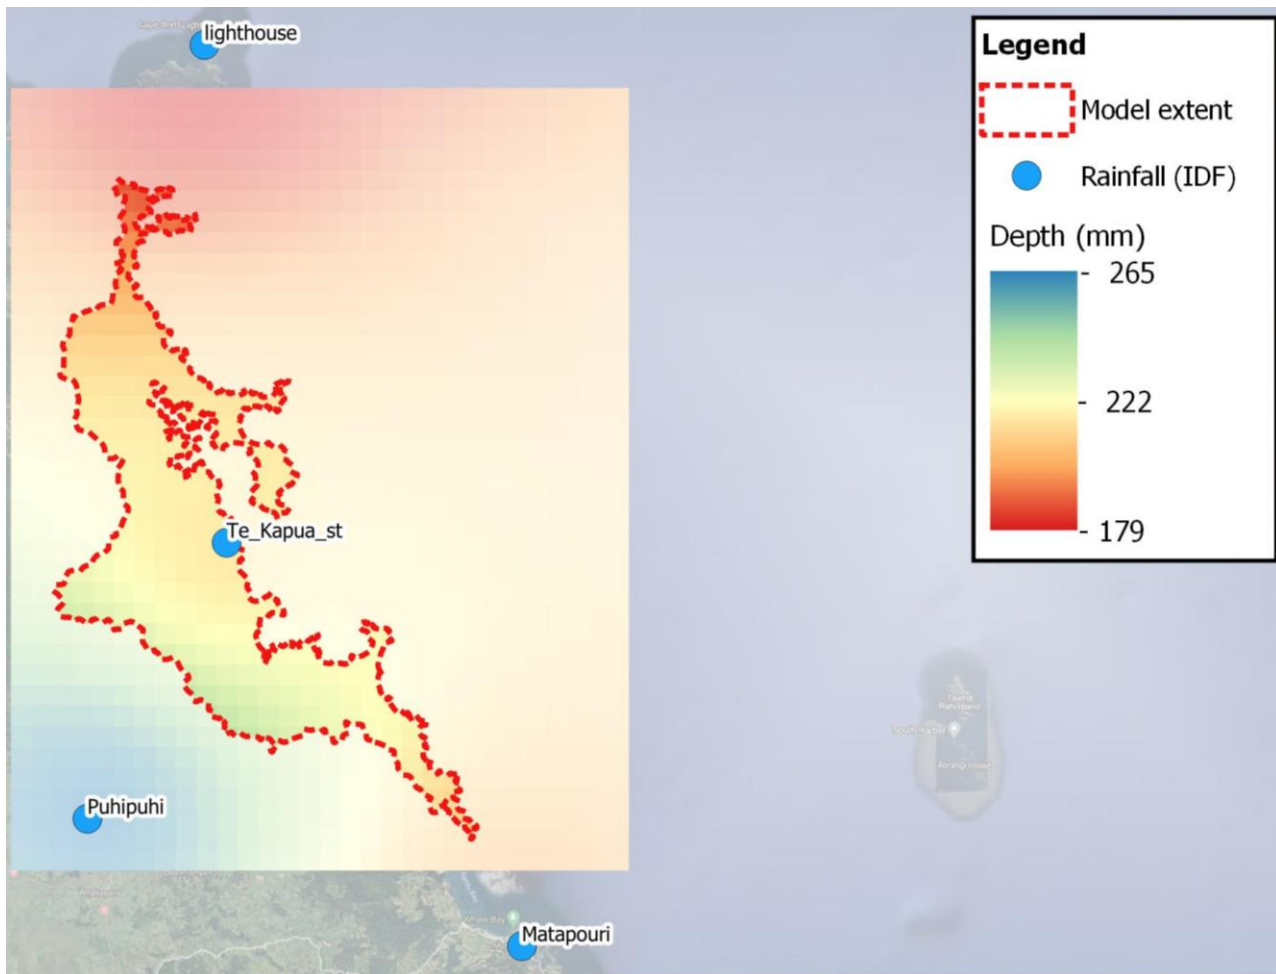 lighthouse
Legend
Model extent
Rainfall (IDF)
Depth (mm)
265
222
179
Te_Kapua_st
Puhipuhi
Matapouri